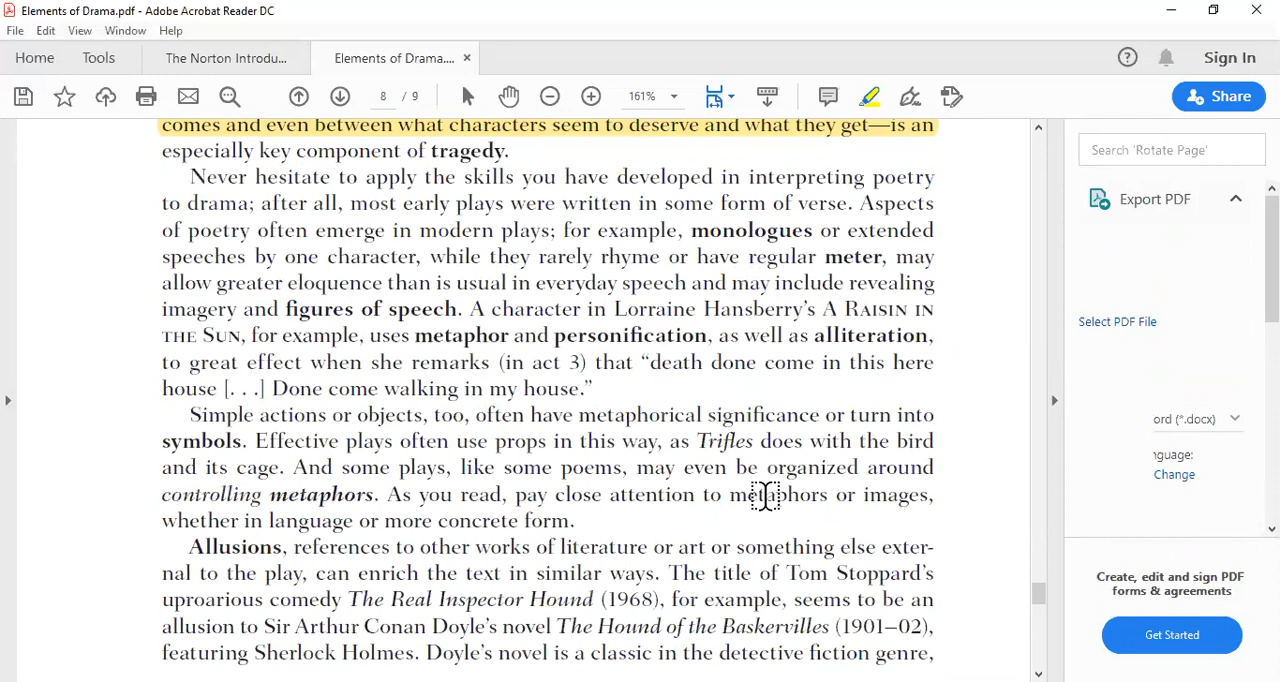 Elements of Drama.pdf - Adobe Acrobat Reader DC
File Edit View Window Help
Home Tools The Norton Introdu... Elements of Drama.... × Sign In
8 / 9 161% Share
comes and even between what characters seem to deserve and what they get—is an
especially key component of tragedy.
Never hesitate to apply the skills you have developed in interpreting poetry
to drama; after all, most early plays were written in some form of verse. Aspects
of poetry often emerge in modern plays; for example, monologues or extended
speeches by one character, while they rarely rhyme or have regular meter, may
allow greater eloquence than is usual in everyday speech and may include revealing
imagery and figures of speech. A character in Lorraine Hansberry's A RAISIN IN
THE SUN, for example, uses metaphor and personification, as well as alliteration,
to great effect when she remarks (in act 3) that “death done come in this here
house [. . .] Done come walking in my house.”
Simple actions or objects, too, often have metaphorical significance or turn into
symbols. Effective plays often use props in this way, as Trifles does with the bird
and its cage. And some plays, like some poems, may even be organized around
controlling metaphors. As you read, pay close attention to metaphors or images,
whether in language or more concrete form.
Allusions, references to other works of literature or art or something else exter-
nal to the play, can enrich the text in similar ways. The title of Tom Stoppard's
uproarious comedy The Real Inspector Hound (1968), for example, seems to be an
allusion to Sir Arthur Conan Doyle's novel The Hound of the Baskervilles (1901–02),
featuring Sherlock Holmes. Doyle's novel is a classic in the detective fiction genre,
Search 'Rotate Page'
Export PDF
Select PDF File
ord (*.docx)
nguage:
Change
Create, edit and sign PDF
forms & agreements
Get Started